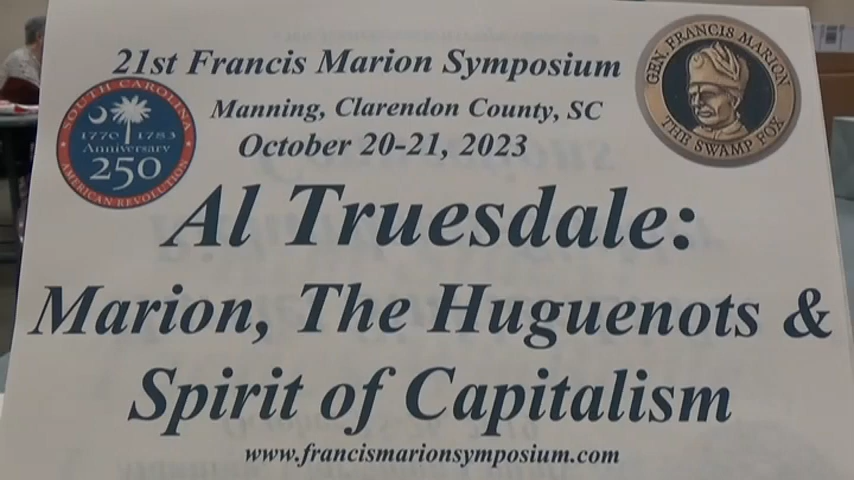 21st Francis Marion Symposium
Manning, Clarendon County, SC
October 20-21, 2023
SOUTH CAROLINA
1770 1783
Anniversary
250
AMERICAN REVOLUTION
GEN. FRANCIS MARION
THE SWAMP FOX
Al Truesdale:
Marion, The Huguenots &
Spirit of Capitalism
www.francismarionsymposium.com